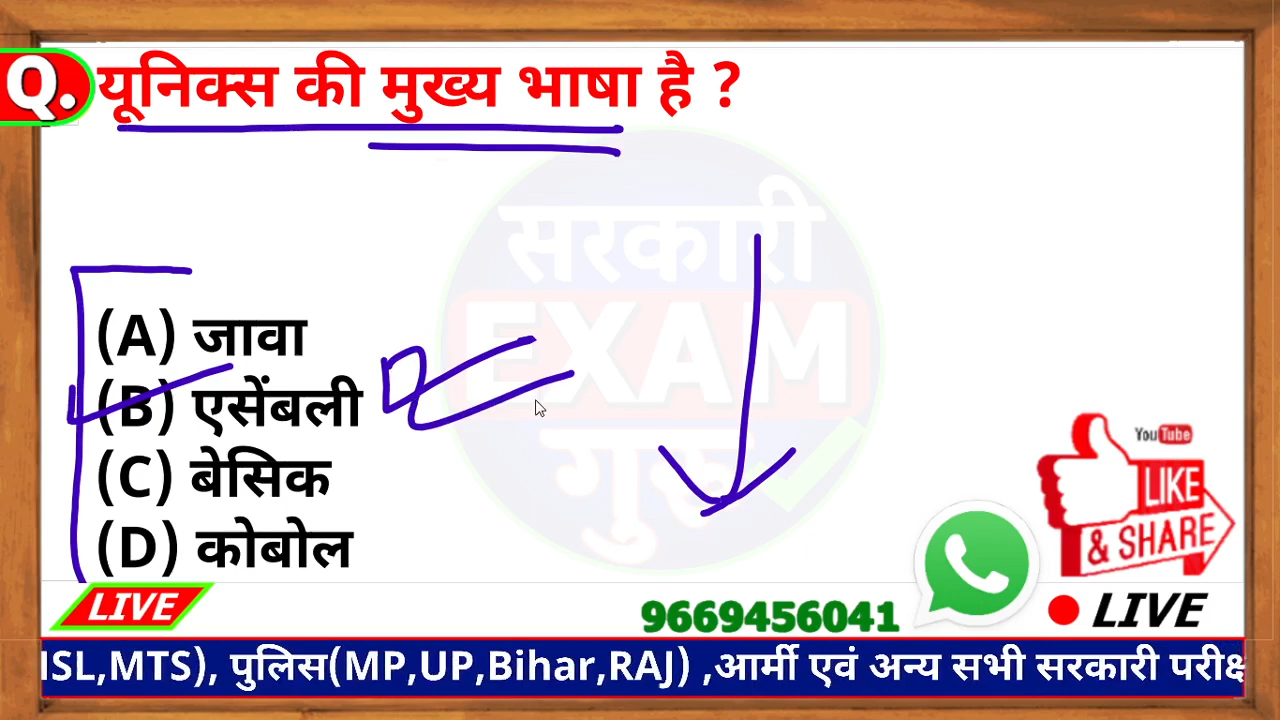 Q. यूनिक्स की मुख्य भाषा है ?
सरकारी
EXAM
गुरू
(A) जावा
(B) एसेंबली
(C) बेसिक
(D) कोबोल
YouTube
LIKE
& SHARE
LIVE
9669456041
LIVE
ISL,MTS), पुलिस(MP,UP,Bihar,RAJ) ,आर्मी एवं अन्य सभी सरकारी परीक्ष